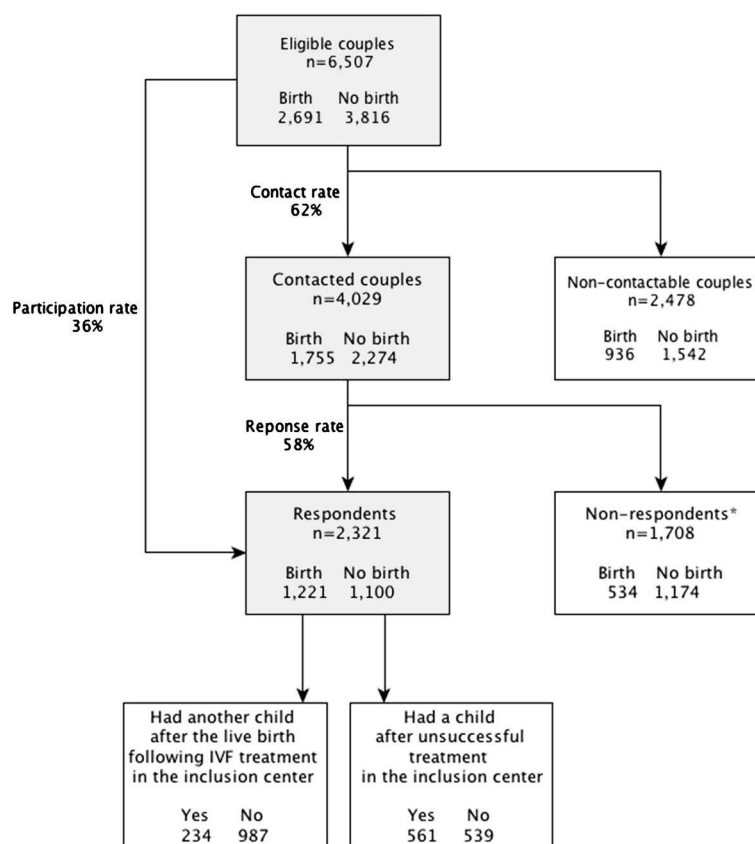 Eligible couples
n=6,507
Birth No birth
2,691 3,816
Contact rate
62%
Participation rate
36%
Contacted couples
n=4,029
Birth No birth
1,755 2,274
Non-contactable couples
n=2,478
Birth No birth
936 1,542
Reponse rate
58%
Respondents
n=2,321
Birth No birth
1,221 1,100
Non-respondents*
n=1,708
Birth No birth
534 1,174
Had another child
after the live birth
following IVF treatment
in the inclusion center
Yes No
234 987
Had a child
after unsuccessful
treatment
in the inclusion center
Yes No
561 539